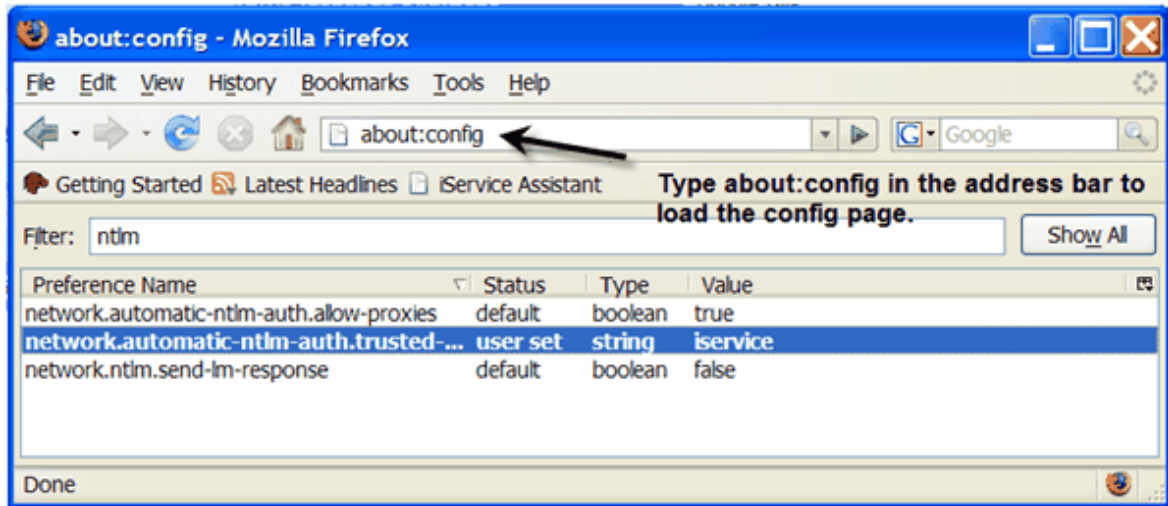 about:config - Mozilla Firefox
File Edit View History Bookmarks Tools Help
about:config Google
Getting Started Latest Headlines iService Assistant
Type about:config in the address bar to
load the config page.
Filter: ntlm Show All
Preference Name Status Type Value
network.automatic-ntlm-auth.allow-proxies default boolean true
network.automatic-ntlm-auth.trusted-... user set string iservice
network.ntlm.send-lm-response default boolean false
Done